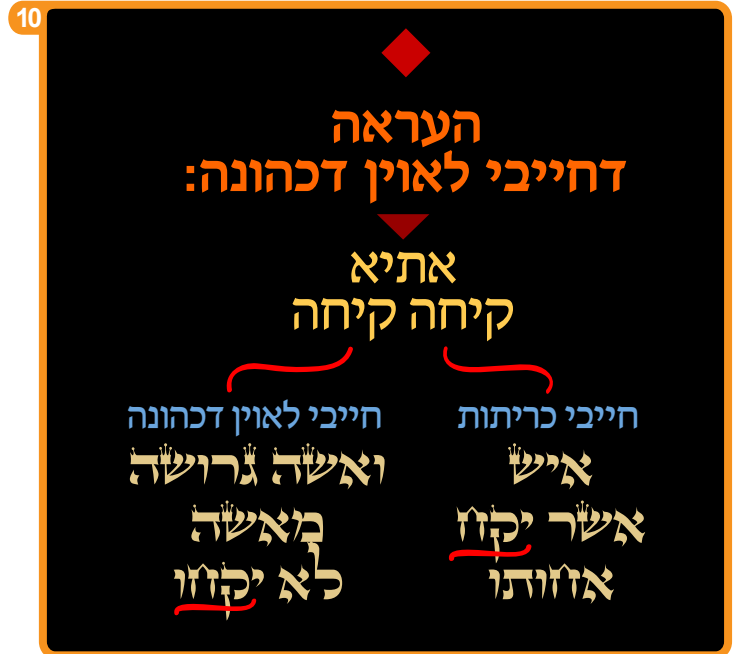 10
העראה
דחייבי לאוין דכהונה:
אתיא
קיחה קיחה
חייבי כריתות
איש
אשר יקח
אחותו
חייבי לאוין דכהונה
ואשה גרושה
מאשה
לא יקחו